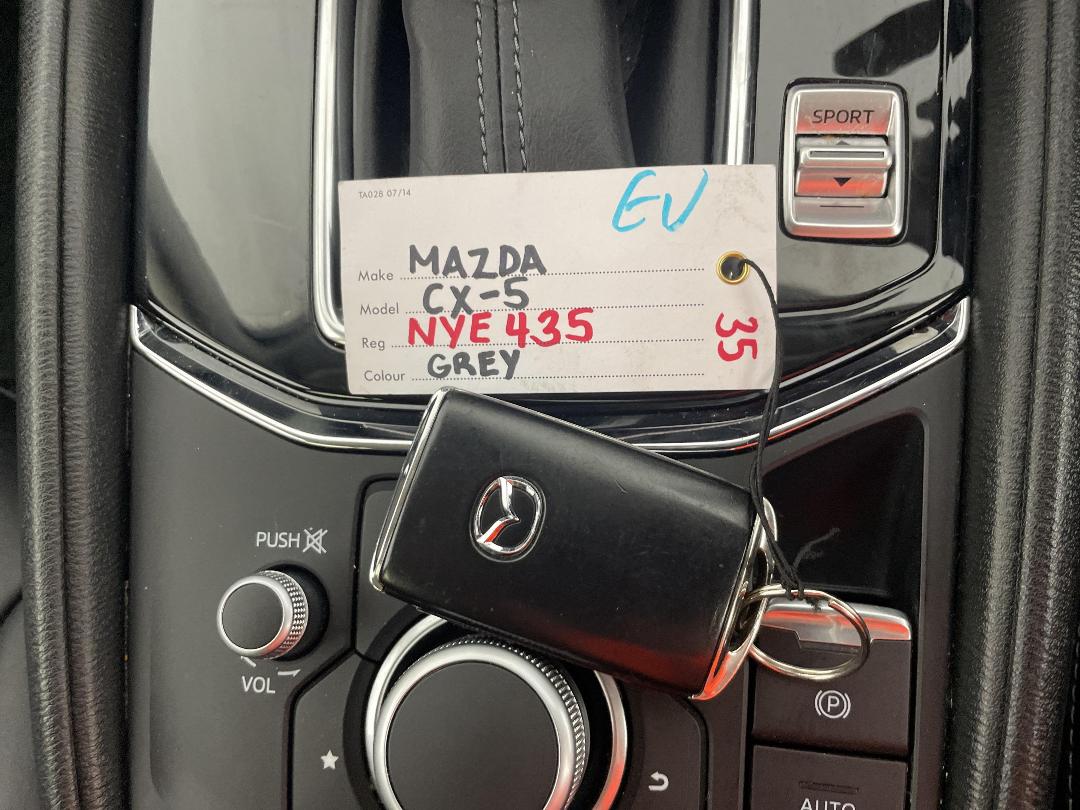 SPORT
TA028 07/14
EV
Make MAZDA
Model CX-5
Reg NYE 435
Colour GREY
35
PUSH
VOL
P
AUTO